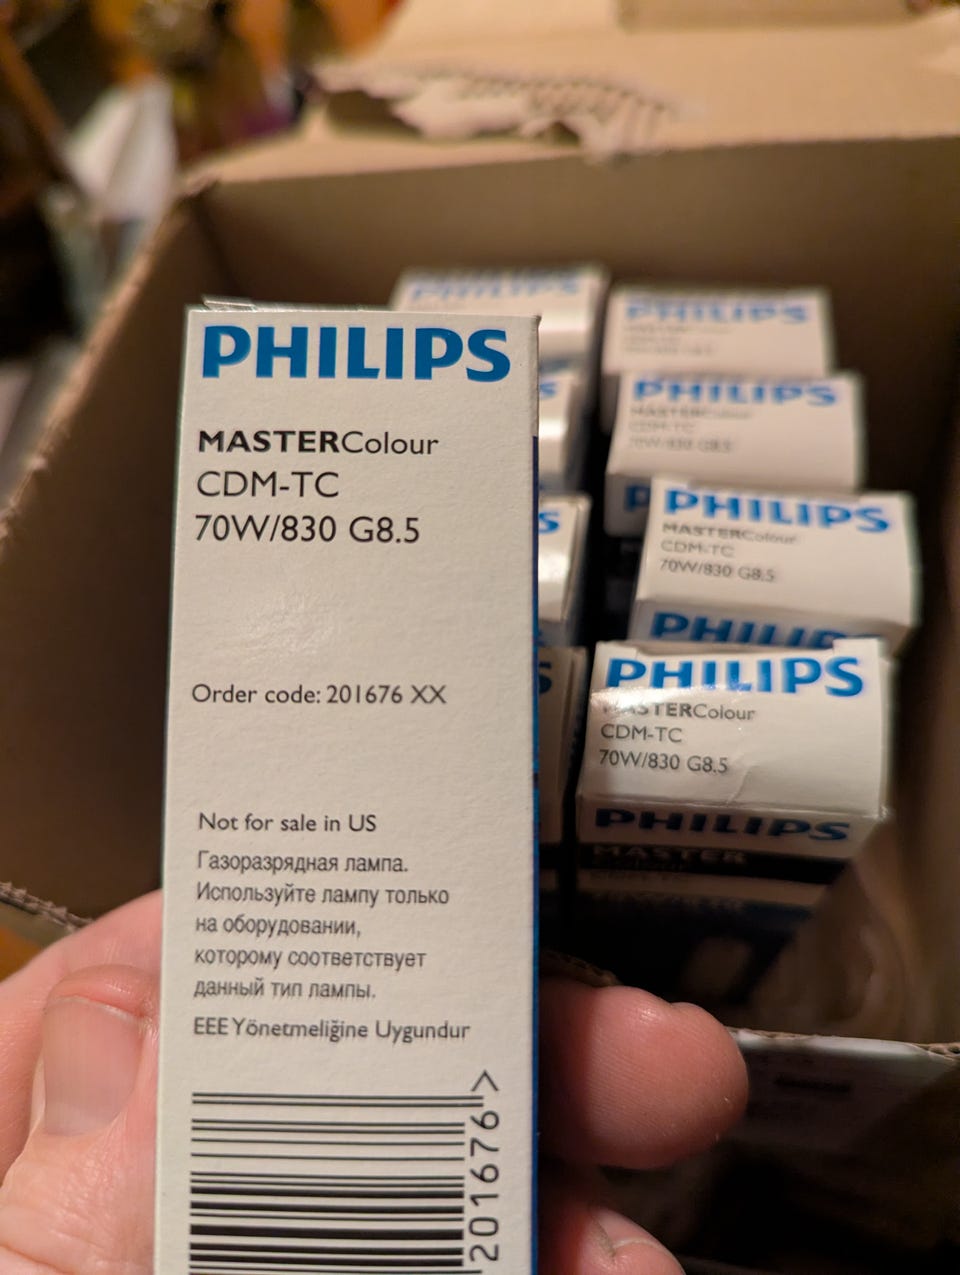 PHILIPS
MASTERColour
CDM-TC
70W/830 G8.5
Order code: 201676 XX
Not for sale in US
Газоразрядная лампа.
Используйте лампу только
на оборудовании,
которому соответствует
данный тип лампы.
EEE Yönetmeliğine Uygundur
201676>
PHILIPS
PHILIPS
MASTER
PHILIPS
MASTERColour
CDM-TC
70W/830 G8.5
P
PHILIPS
MASTERColour
CDM-TC
70W/830 G8.5
PHILIPS
S
S
S
PHILIPS
MASTERColour
CDM-TC
70W/830 G8.5
PHILIPS
MASTER